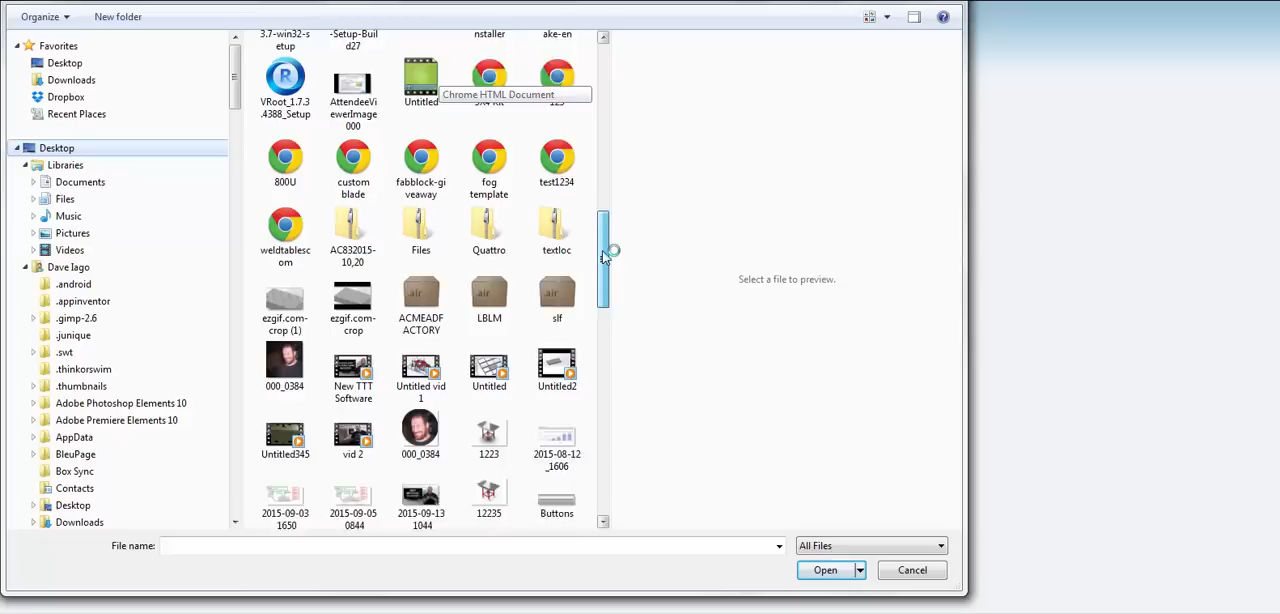 Organize
New folder
Favorites
Desktop
Downloads
Dropbox
Recent Places
Desktop
Libraries
Documents
Files
Music
Pictures
Videos
Dave Iago
.android
.appinventor
.gimp-2.6
.junique
.swt
.thinkorswim
.thumbnails
Adobe Photoshop Elements 10
Adobe Premiere Elements 10
AppData
BleuPage
Box Sync
Contacts
Desktop
Downloads
3.7-win32-s
etup
-Setup-Buil
d27
nstaller
ake-en
R
VRoot_1.7.3
.4388_Setup
AttendeeVi
ewerImage
000
Untitled
Chrome HTML Document
800U
custom
blade
fabblock-gi
veaway
fog
template
test1234
weldtablesc
om
AC832015-
10,20
Files
Quattro
textloc
ezgif.com-
crop (1)
ezgif.com-
crop
air
ACMEADF
ACTORY
air
LBLM
air
slf
000_0384
New TTT
Software
Untitled vid
1
Untitled
Untitled2
Untitled345
vid 2
000_0384
1223
2015-08-12
_1606
2015-09-03
1650
2015-09-05
0844
2015-09-13
1044
12235
Buttons
Select a file to preview.
File name:
All Files
Open
Cancel